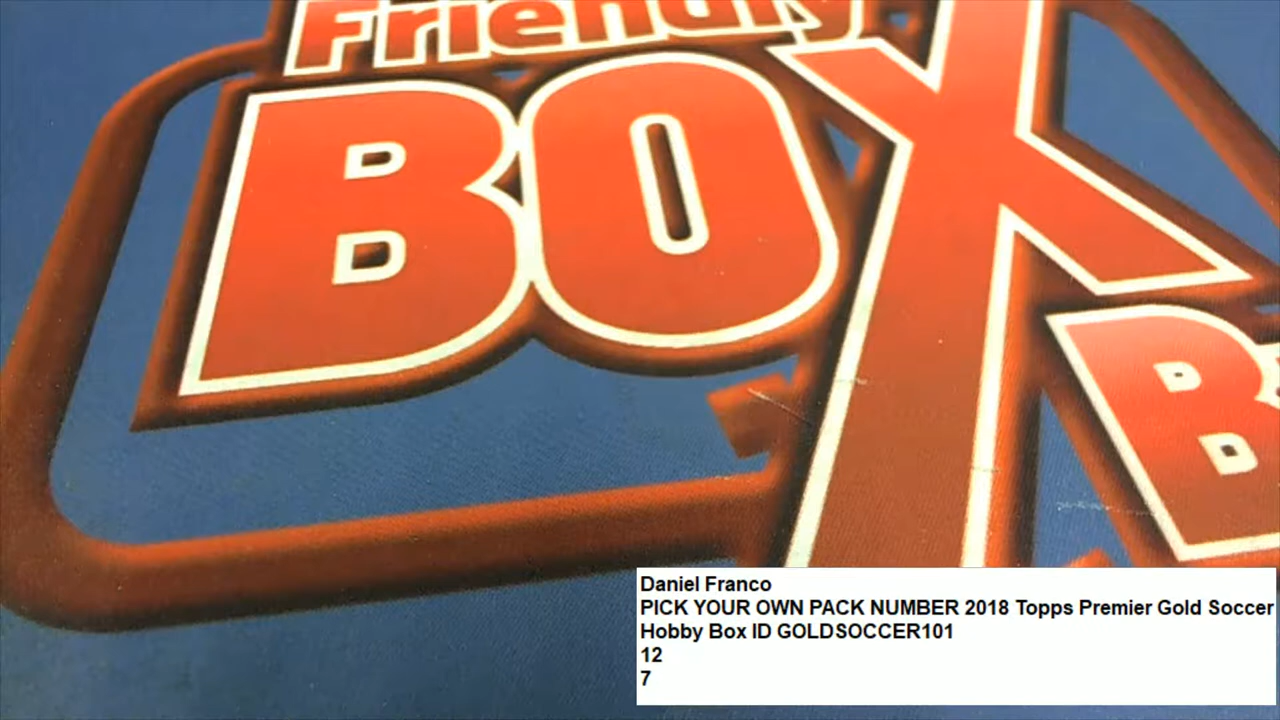 Friendly
BOX
B
Daniel Franco
PICK YOUR OWN PACK NUMBER 2018 Topps Premier Gold Soccer
Hobby Box ID GOLDSOCCER101
12
7